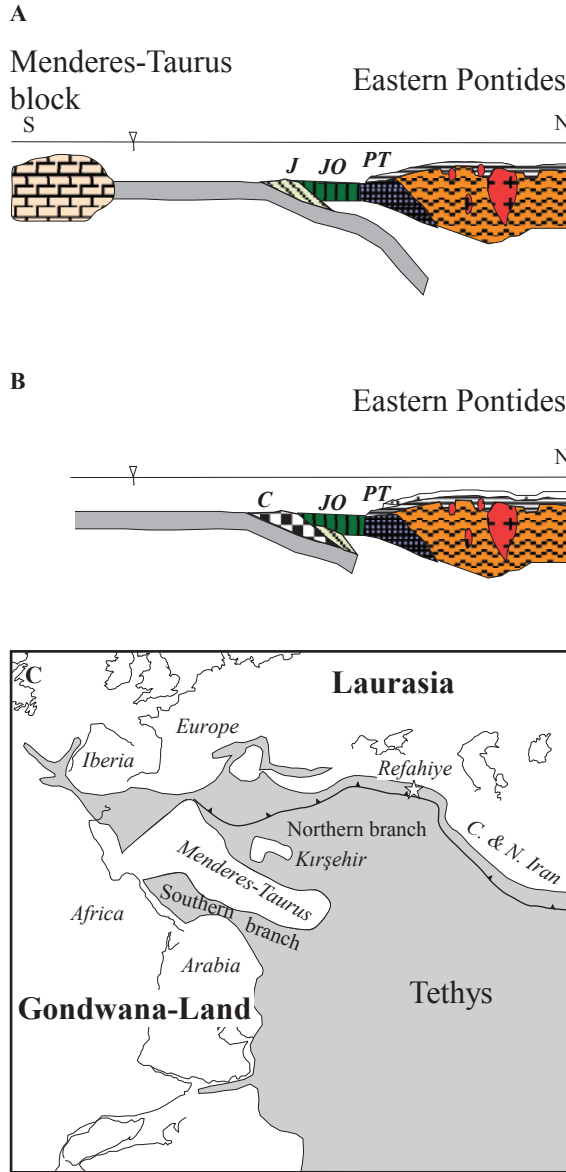 A
Menderes-Taurus
block
Eastern Pontides
S
N
J
JO
PT
B
Eastern Pontides
N
C
JO
PT
C
Laurasia
Europe
Iberia
Refahiye
Northern branch
Kırşehir
C. & N. Iran
Menderes-Taurus
Africa
Southern branch
Arabia
Tethys
Gondwana-Land